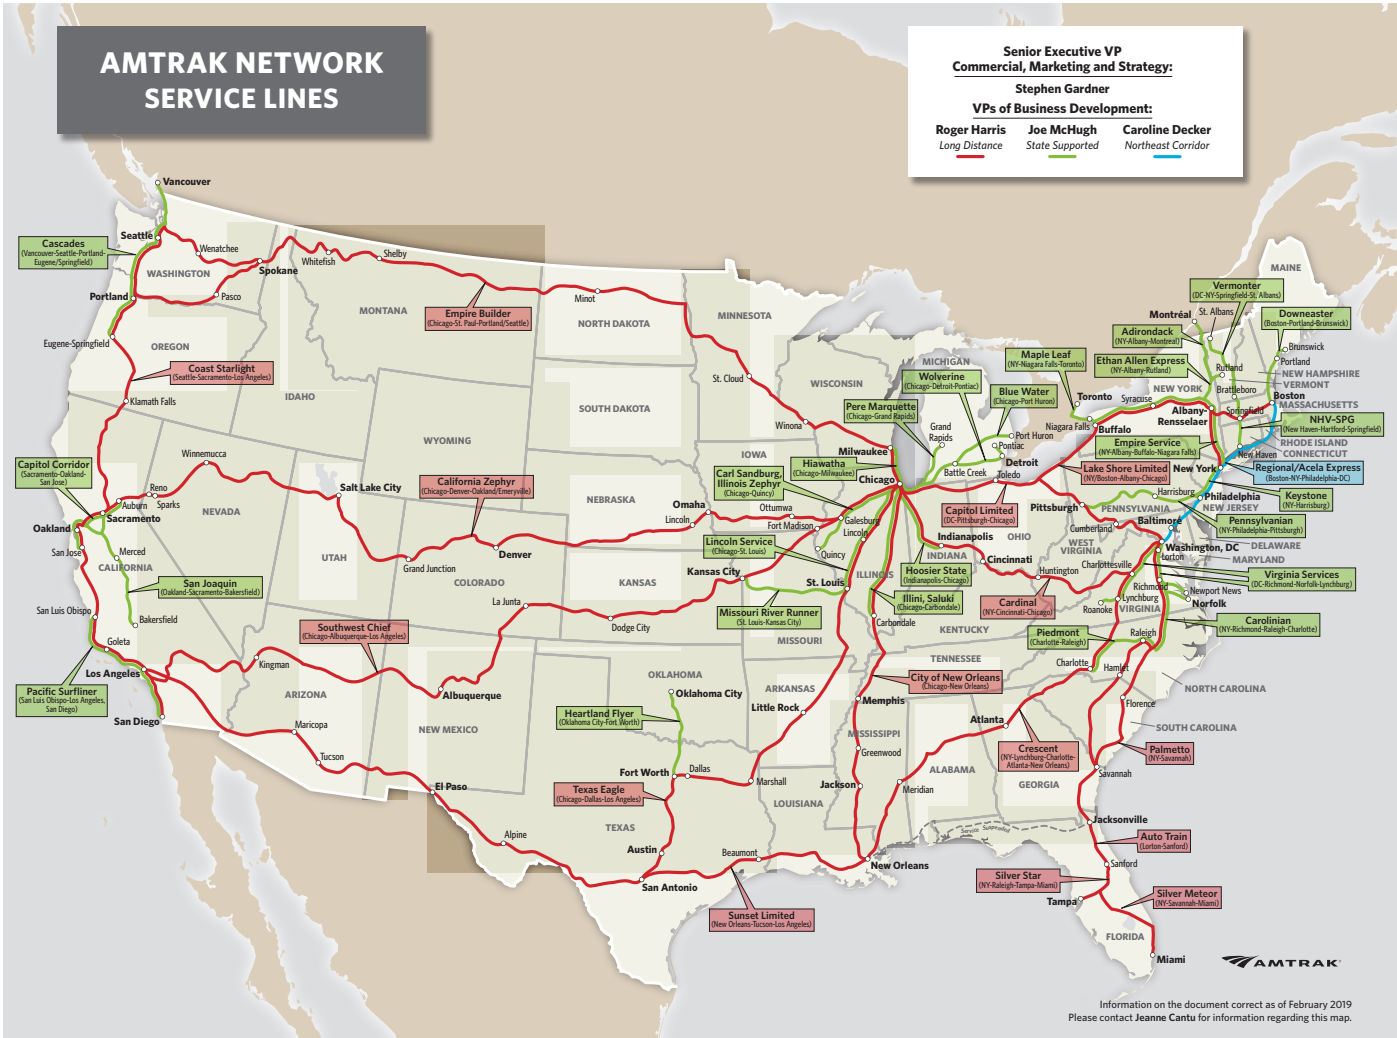 AMTRAK NETWORK
SERVICE LINES
Senior Executive VP
Commercial, Marketing and Strategy:
Stephen Gardner
VPs of Business Development:
Roger Harris
Long Distance
Joe McHugh
State Supported
Caroline Decker
Northeast Corridor
Vancouver
Seattle
Cascades
(Vancouver-Seattle-Portland-
Eugene/Springfield)
Wenatchee
Spokane
Whitefish
Shelby
WASHINGTON
Portland
Pasco
MONTANA
Empire Builder
(Chicago-St. Paul-Portland/Seattle)
Minot
NORTH DAKOTA
MINNESOTA
Eugene-Springfield
OREGON
Coast Starlight
(Seattle-Sacramento-Los Angeles)
Klamath Falls
IDAHO
St. Cloud
WISCONSIN
SOUTH DAKOTA
Winona
WYOMING
MICHIGAN
Wolverine
(Chicago-Detroit-Pontiac)
Pere Marquette
(Chicago-Grand Rapids)
Blue Water
(Chicago-Port Huron)
Maple Leaf
(NY-Niagara Falls-Toronto)
Grand
Rapids
Port Huron
Pontiac
Detroit
Battle Creek
Toledo
Milwaukee
Hiawatha
(Chicago-Milwaukee)
Chicago
IOWA
Carl Sandburg,
Illinois Zephyr
(Chicago-Quincy)
Vermonter
(DC-NY-Springfield-St. Albans)
MAINE
Montréal
St. Albans
Downeaster
(Boston-Portland-Brunswick)
Adirondack
(NY-Albany-Montreal)
Brunswick
Portland
Ethan Allen Express
(NY-Albany-Rutland)
Rutland
NEW HAMPSHIRE
VERMONT
Brattleboro
NEW YORK
Boston
MASSACHUSETTS
Toronto
Syracuse
Albany-
Rensselaer
Springfield
Niagara Falls
Buffalo
NHV-SPG
(New Haven-Hartford-Springfield)
Empire Service
(NY-Albany-Buffalo-Niagara Falls)
RHODE ISLAND
CONNECTICUT
New Haven
Lake Shore Limited
(NY/Boston-Albany-Chicago)
New York
Regional/Acela Express
(Boston-NY-Philadelphia-DC)
Keystone
(NY-Harrisburg)
Harrisburg
Philadelphia
NEW JERSEY
PENNSYLVANIA
Pittsburgh
Pennsylvanian
(NY-Philadelphia-Pittsburgh)
Capitol Limited
(DC-Pittsburgh-Chicago)
Cumberland
Baltimore
Washington, DC
DELAWARE
MARYLAND
Lorton
Capitol Corridor
(Sacramento-Oakland-
San Jose)
Winnemucca
Reno
Sparks
Auburn
Sacramento
Oakland
San Jose
NEVADA
Salt Lake City
California Zephyr
(Chicago-Denver-Oakland/Emeryville)
NEBRASKA
Omaha
Lincoln
Ottumwa
Fort Madison
Galesburg
Lincoln
Quincy
Lincoln Service
(Chicago-St. Louis)
Indianapolis
INDIANA
OHIO
Cincinnati
Hoosier State
(Indianapolis-Chicago)
ILLINOIS
WEST
VIRGINIA
Charlottesville
Huntington
Virginia Services
(DC-Richmond-Norfolk-Lynchburg)
Richmond
Newport News
Norfolk
Lynchburg
Roanoke
VIRGINIA
Merced
CALIFORNIA
UTAH
Grand Junction
Denver
COLORADO
KANSAS
Kansas City
St. Louis
San Joaquin
(Oakland-Sacramento-Bakersfield)
Illini, Saluki
(Chicago-Carbondale)
Cardinal
(NY-Cincinnati-Chicago)
Missouri River Runner
(St. Louis-Kansas City)
Carbondale
KENTUCKY
Piedmont
(Charlotte-Raleigh)
Carolinian
(NY-Richmond-Raleigh-Charlotte)
Raleigh
San Luis Obispo
Bakersfield
La Junta
Dodge City
MISSOURI
Southwest Chief
(Chicago-Albuquerque-Los Angeles)
Goleta
Los Angeles
Kingman
TENNESSEE
Charlotte
Hamlet
Pacific Surfliner
(San Luis Obispo-Los Angeles,
San Diego)
San Diego
ARIZONA
Albuquerque
OKLAHOMA
Oklahoma City
ARKANSAS
City of New Orleans
(Chicago-New Orleans)
Memphis
NORTH CAROLINA
Florence
Maricopa
NEW MEXICO
Heartland Flyer
(Oklahoma City-Fort Worth)
Little Rock
MISSISSIPPI
Atlanta
SOUTH CAROLINA
Tucson
Greenwood
Crescent
(NY-Lynchburg-Charlotte-
Atlanta-New Orleans)
Palmetto
(NY-Savannah)
Fort Worth
Dallas
Marshall
ALABAMA
Savannah
El Paso
Texas Eagle
(Chicago-Dallas-Los Angeles)
Jackson
Meridian
GEORGIA
LOUISIANA
Jacksonville
TEXAS
Service Suspended
Auto Train
(Lorton-Sanford)
Alpine
Austin
Beaumont
New Orleans
Sanford
San Antonio
Silver Star
(NY-Raleigh-Tampa-Miami)
Tampa
Silver Meteor
(NY-Savannah-Miami)
Sunset Limited
(New Orleans-Tucson-Los Angeles)
FLORIDA
Miami
AMTRAK
Information on the document correct as of February 2019
Please contact Jeanne Cantu for information regarding this map.